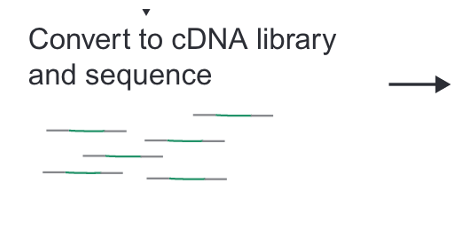 Convert to cDNA library
and sequence